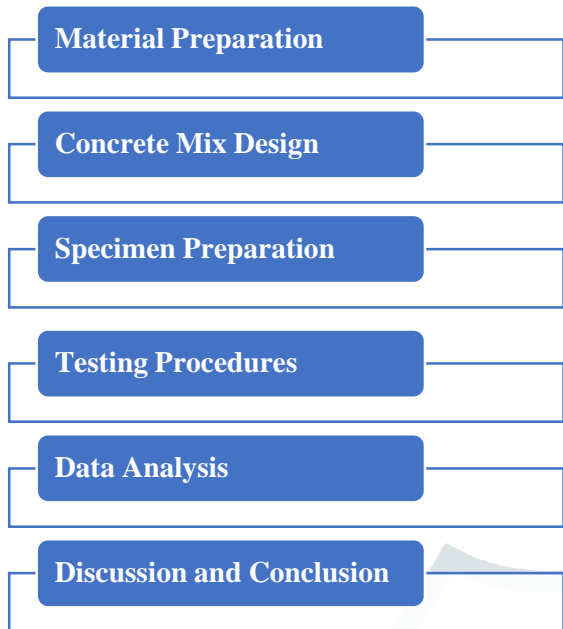 Material Preparation
Concrete Mix Design
Specimen Preparation
Testing Procedures
Data Analysis
Discussion and Conclusion